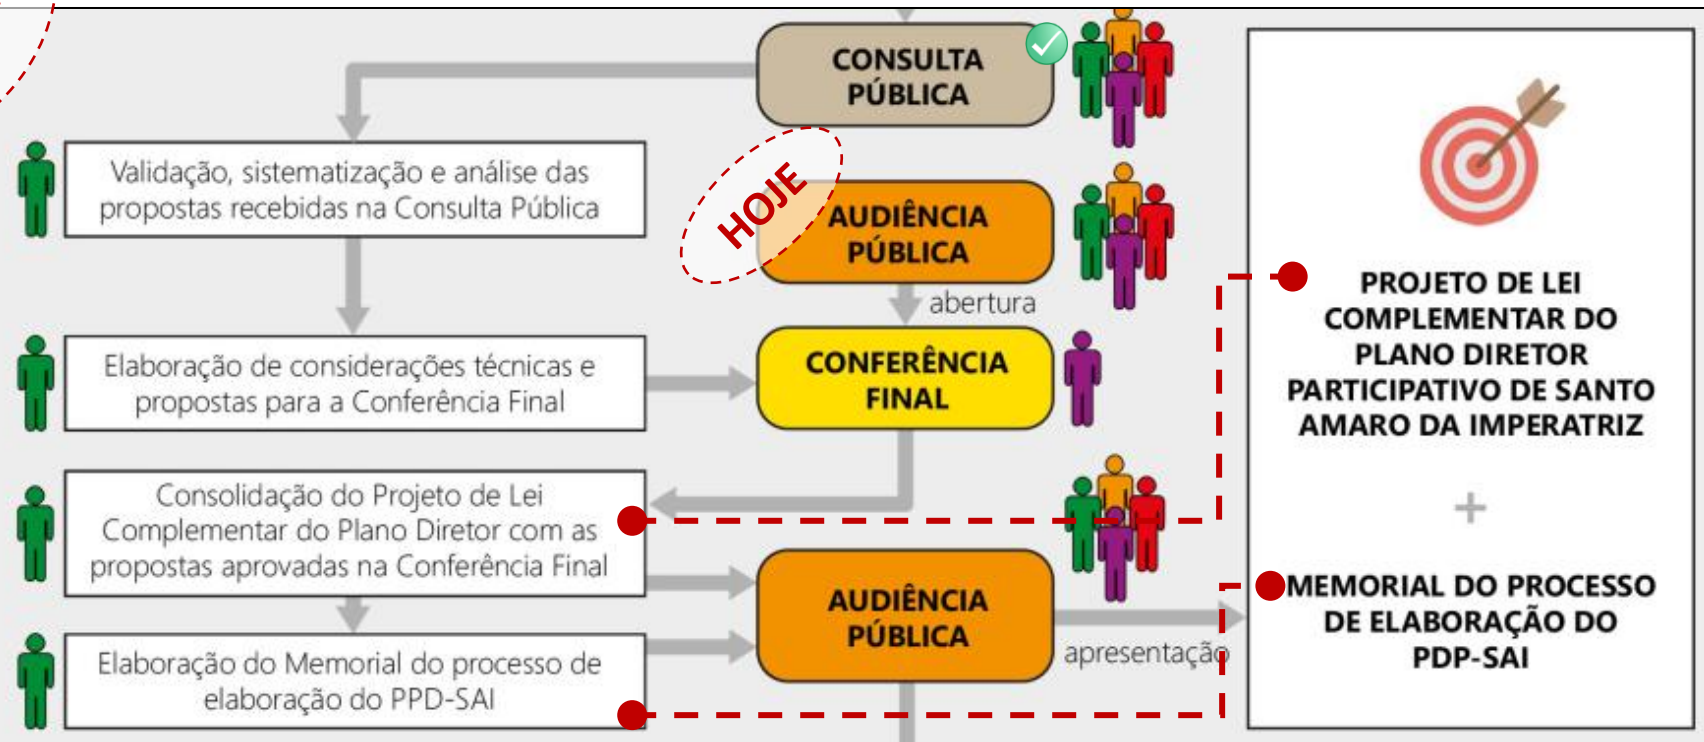 CONSULTA
PÚBLICA
Validação, sistematização e análise das
propostas recebidas na Consulta Pública
HOJE
AUDIÊNCIA
PÚBLICA
abertura
Elaboração de considerações técnicas e
propostas para a Conferência Final
CONFERÊNCIA
FINAL
Consolidação do Projeto de Lei
Complementar do Plano Diretor com as
propostas aprovadas na Conferência Final
Elaboração do Memorial do processo de
elaboração do PPD-SAI
AUDIÊNCIA
PÚBLICA
apresentação
PROJETO DE LEI
COMPLEMENTAR DO
PLANO DIRETOR
PARTICIPATIVO DE SANTO
AMARO DA IMPERATRIZ
+
MEMORIAL DO PROCESSO
DE ELABORAÇÃO DO
PDP-SAI